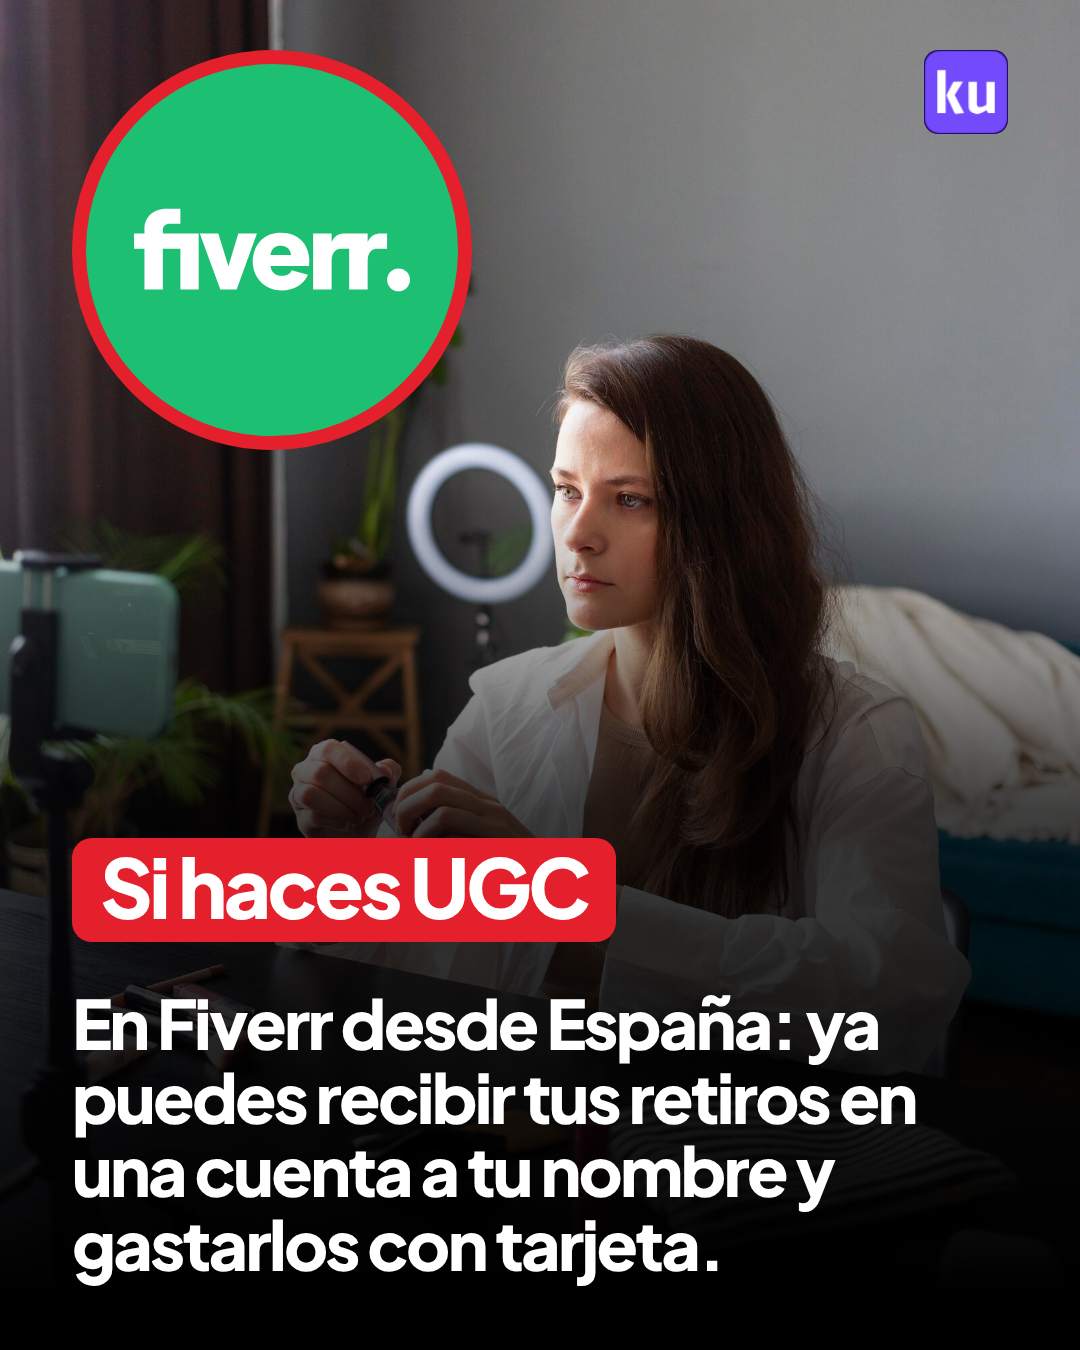 fiverr.
ku
Si haces UGC
En Fiverr desde España: ya
puedes recibir tus retiros en
una cuenta a tu nombre y
gastarlos con tarjeta.